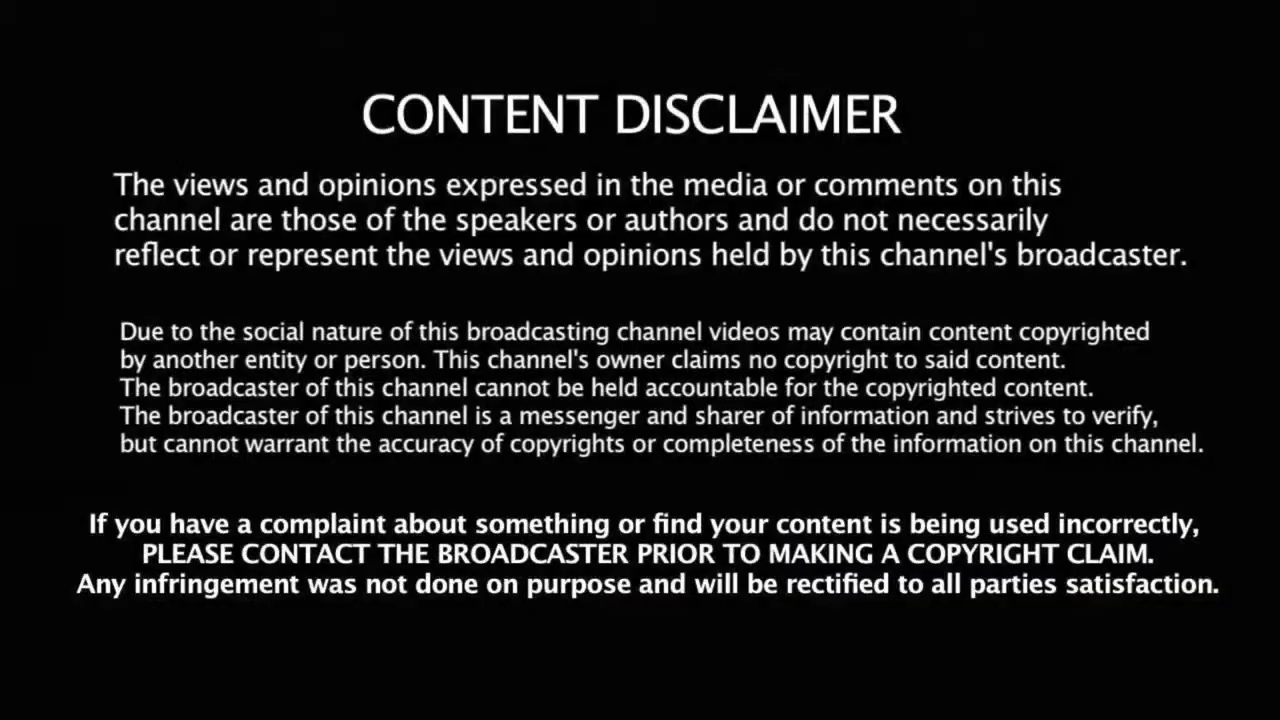 CONTENT DISCLAIMER
The views and opinions expressed in the media or comments on this
channel are those of the speakers or authors and do not necessarily
reflect or represent the views and opinions held by this channel's broadcaster.
Due to the social nature of this broadcasting channel videos may contain content copyrighted
by another entity or person. This channel's owner claims no copyright to said content.
The broadcaster of this channel cannot be held accountable for the copyrighted content.
The broadcaster of this channel is a messenger and sharer of information and strives to verify,
but cannot warrant the accuracy of copyrights or completeness of the information on this channel.
If you have a complaint about something or find your content is being used incorrectly,
PLEASE CONTACT THE BROADCASTER PRIOR TO MAKING A COPYRIGHT CLAIM.
Any infringement was not done on purpose and will be rectified to all parties satisfaction.